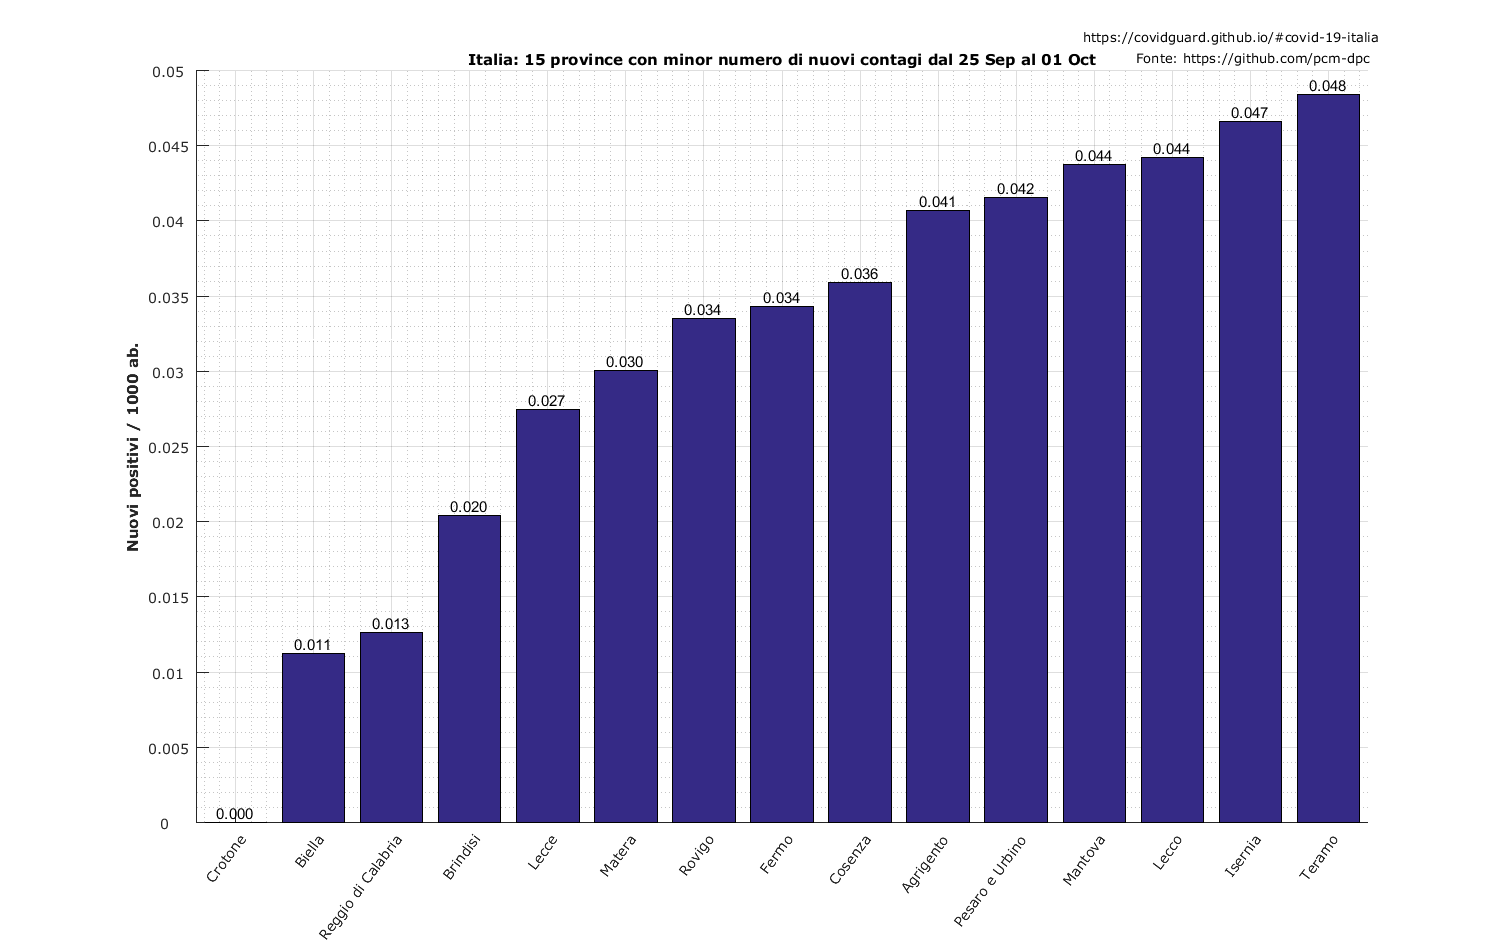 https://covidguard.github.io/#covid-19-italia
Italia: 15 province con minor numero di nuovi contagi dal 25 Sep al 01 Oct
Fonte: https://github.com/pcm-dpc
Nuovi positivi / 1000 ab.
0.05
0.045
0.04
0.035
0.03
0.025
0.02
0.015
0.01
0.005
0
0.000
0.011
0.013
0.020
0.027
0.030
0.034
0.034
0.036
0.041
0.042
0.044
0.044
0.047
0.048
Crotone
Biella
Reggio di Calabria
Brindisi
Lecce
Matera
Rovigo
Fermo
Cosenza
Agrigento
Pesaro e Urbino
Mantova
Lecco
Isernia
Teramo